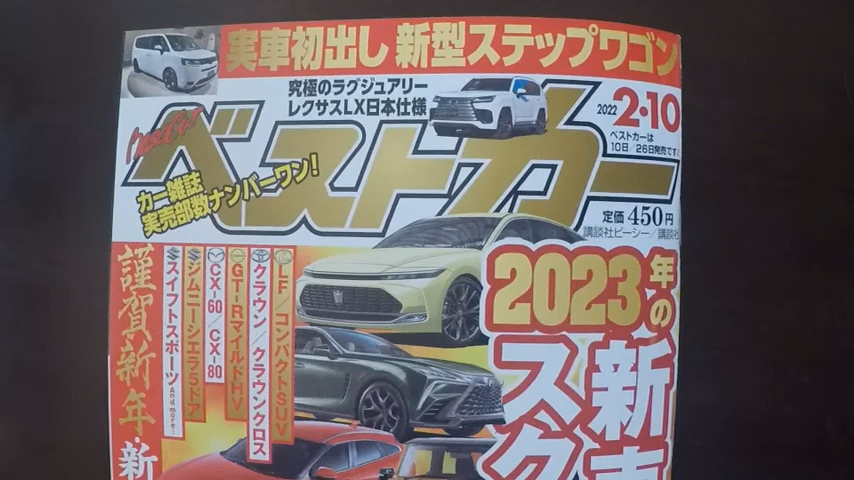 実車初出し 新型ステップワゴン
究極のラグジュアリー
レクサスLX日本仕様
2022 2・10
ベストカーは
10日/26日発売です
Best Car
ベストカー
カー雑誌
実売部数ナンバーワン!
定価450円
講談社ビーシー/講談社
2023年の
新車
スク
LF/コンパクトSUV
クラウン/クラウンクロス
GT-RマイルドHV
CX-60/CX-80
ジムニーシエラ5ドア
スイフトスポーツ and more…
謹賀新年・新